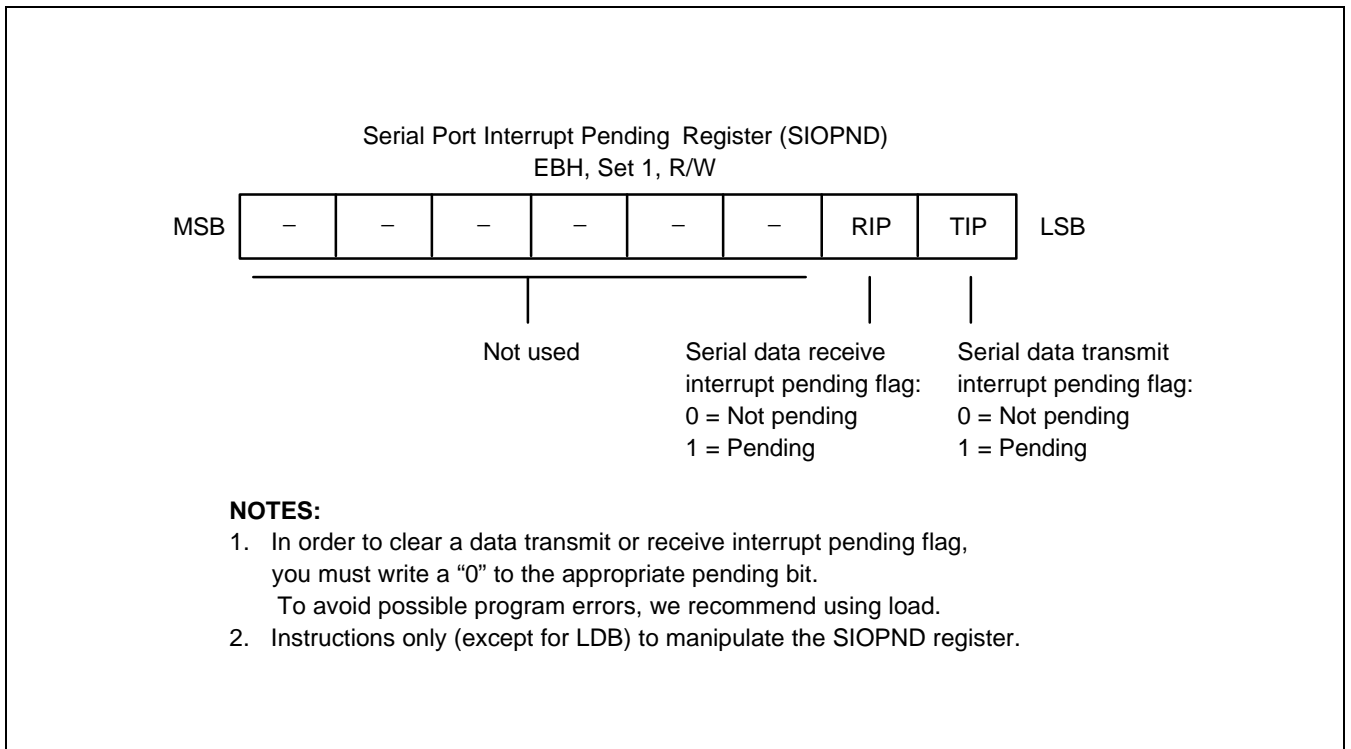 Serial Port Interrupt Pending Register (SIOPND)
EBH, Set 1, R/W
MSB – – – – – – RIP TIP LSB
Not used
Serial data receive
interrupt pending flag:
0 = Not pending
1 = Pending
Serial data transmit
interrupt pending flag:
0 = Not pending
1 = Pending
NOTES:
1. In order to clear a data transmit or receive interrupt pending flag,
you must write a “0” to the appropriate pending bit.
To avoid possible program errors, we recommend using load.
2. Instructions only (except for LDB) to manipulate the SIOPND register.